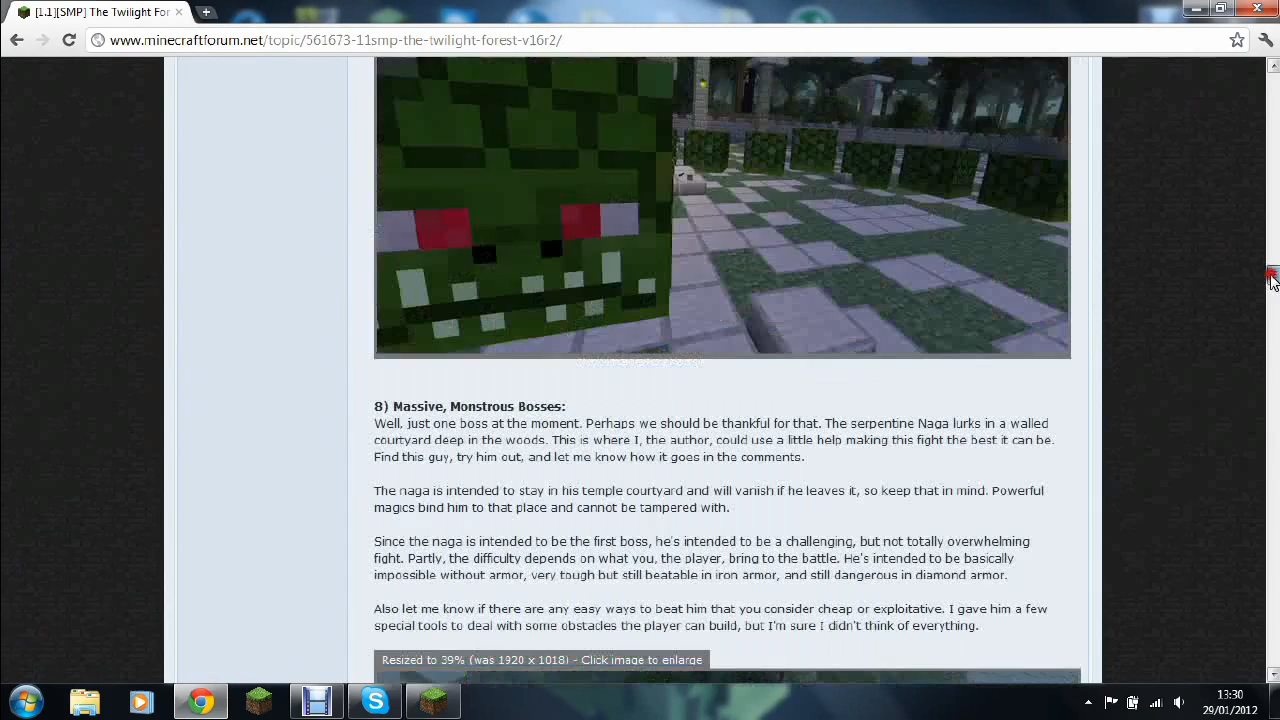 [1.1][SMP] The Twilight For
www.minecraftforum.net/topic/561673-11smp-the-twilight-forest-v16r2/
8) Massive, Monstrous Bosses:
Well, just one boss at the moment. Perhaps we should be thankful for that. The serpentine Naga lurks in a walled
courtyard deep in the woods. This is where I, the author, could use a little help making this fight the best it can be.
Find this guy, try him out, and let me know how it goes in the comments.
The naga is intended to stay in his temple courtyard and will vanish if he leaves it, so keep that in mind. Powerful
magics bind him to that place and cannot be tampered with.
Since the naga is intended to be the first boss, he's intended to be a challenging, but not totally overwhelming
fight. Partly, the difficulty depends on what you, the player, bring to the battle. He's intended to be basically
impossible without armor, very tough but still beatable in iron armor, and still dangerous in diamond armor.
Also let me know if there are any easy ways to beat him that you consider cheap or exploitative. I gave him a few
special tools to deal with some obstacles the player can build, but I'm sure I didn't think of everything.
Resized to 39% (was 1920 x 1018) - Click image to enlarge
13:30
29/01/2012